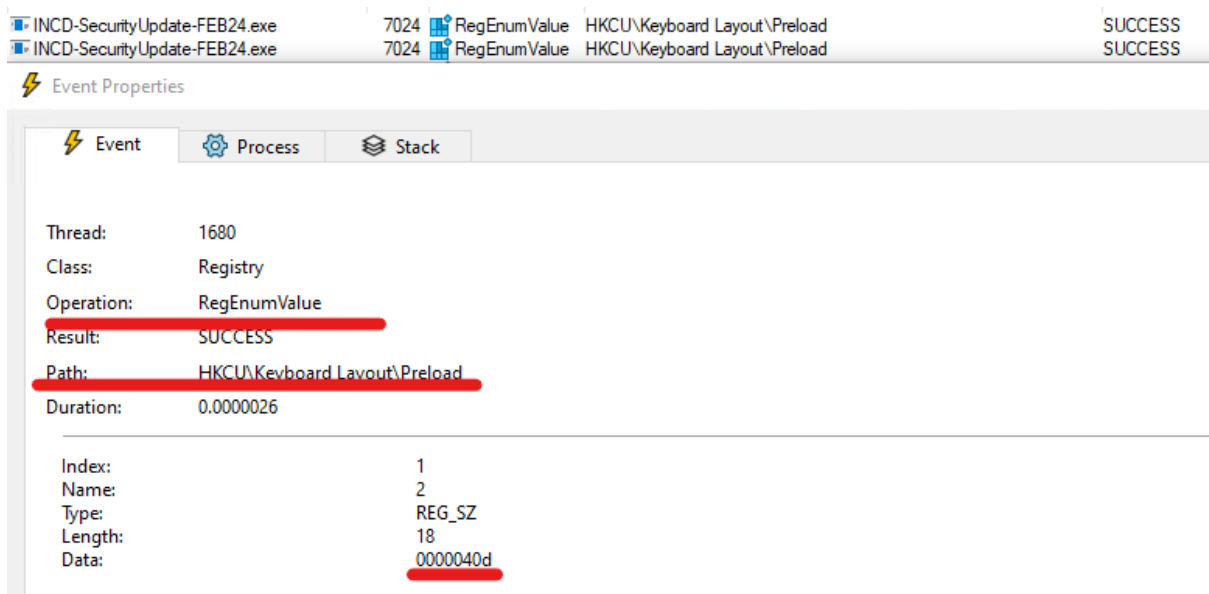 INCD-SecurityUpdate-FEB24.exe 7024 RegEnumValue HKCU\Keyboard Layout\Preload SUCCESS
INCD-SecurityUpdate-FEB24.exe 7024 RegEnumValue HKCU\Keyboard Layout\Preload SUCCESS
Event Properties
Event Process Stack
Thread: 1680
Class: Registry
Operation: RegEnumValue
Result: SUCCESS
Path: HKCU\Keyboard Layout\Preload
Duration: 0.0000026
Index: 1
Name: 2
Type: REG_SZ
Length: 18
Data: 0000040d